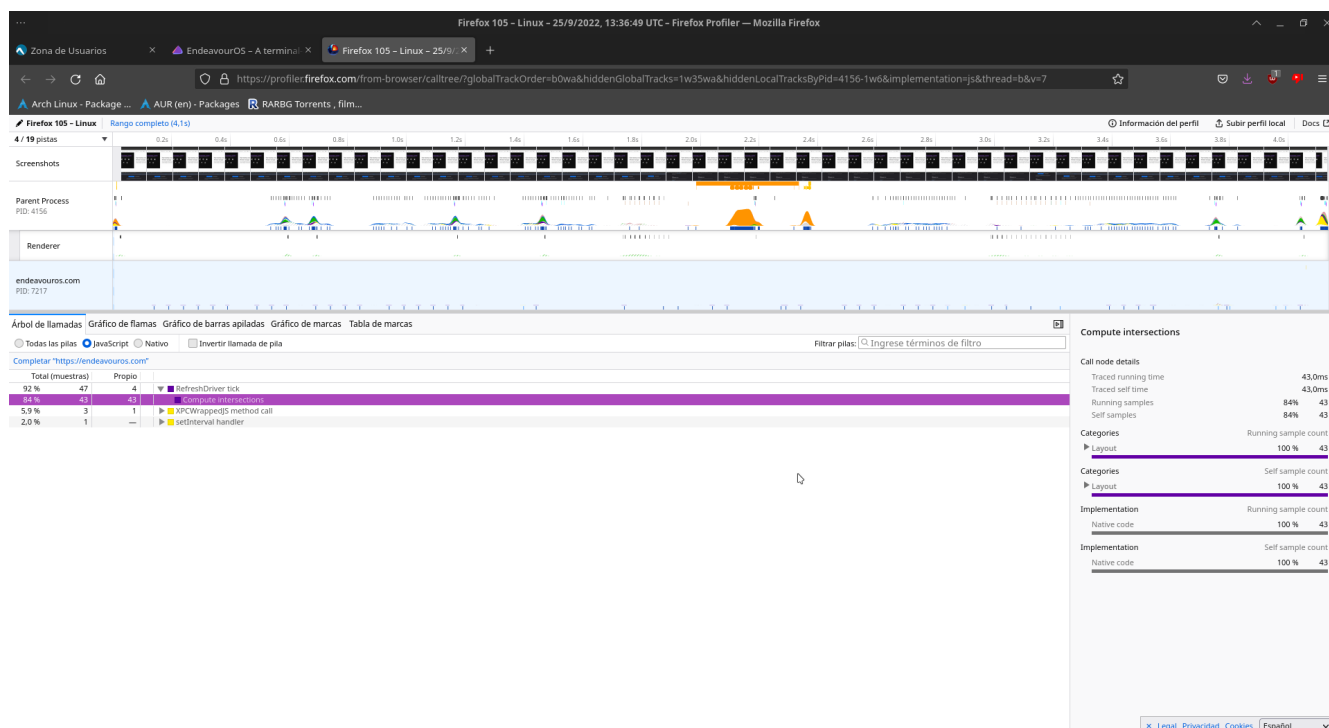 Firefox 105 – Linux – 25/9/2022, 13:36:49 UTC – Firefox Profiler — Mozilla Firefox
Zona de Usuarios
EndeavourOS – A terminal
Firefox 105 – Linux – 25/9/2
https://profiler.firefox.com/from-browser/calltree/?globalTrackOrder=b0wa&hiddenGlobalTracks=1w35wa&hiddenLocalTracksByPid=4156-1w6&implementation=js&thread=b&v=7
1
Arch Linux - Package ... AUR (en) - Packages RARBG Torrents , film...
Firefox 105 – Linux Rango completo (4,1s) Información del perfil Subir perfil local Docs
4 / 19 pistas 0.2s 0.4s 0.6s 0.8s 1.0s 1.2s 1.4s 1.6s 1.8s 2.0s 2.2s 2.4s 2.6s 2.8s 3.0s 3.2s 3.4s 3.6s 3.8s 4.0s
Screenshots
Parent Process
PID: 4156
Renderer
endeavouros.com
PID: 7217
Árbol de llamadas Gráfico de flamas Gráfico de barras apiladas Gráfico de marcas Tabla de marcas
Todas las pilas JavaScript Nativo Invertir llamada de pila Filtrar pilas: Ingrese términos de filtro
Completar "https://endeavouros.com"
Total (muestras) Propio
92 % 47 4 RefreshDriver tick
84 % 43 43 Compute intersections
5,9 % 3 1 XPCWrappedJS method call
2,0 % 1 — setInterval handler
Compute intersections
Call node details
Traced running time 43,0ms
Traced self time 43,0ms
Running samples 84% 43
Self samples 84% 43
Categories Running sample count
Layout 100 % 43
Categories Self sample count
Layout 100 % 43
Implementation Running sample count
Native code 100 % 43
Implementation Self sample count
Native code 100 % 43
Legal Privacidad Cookies Español